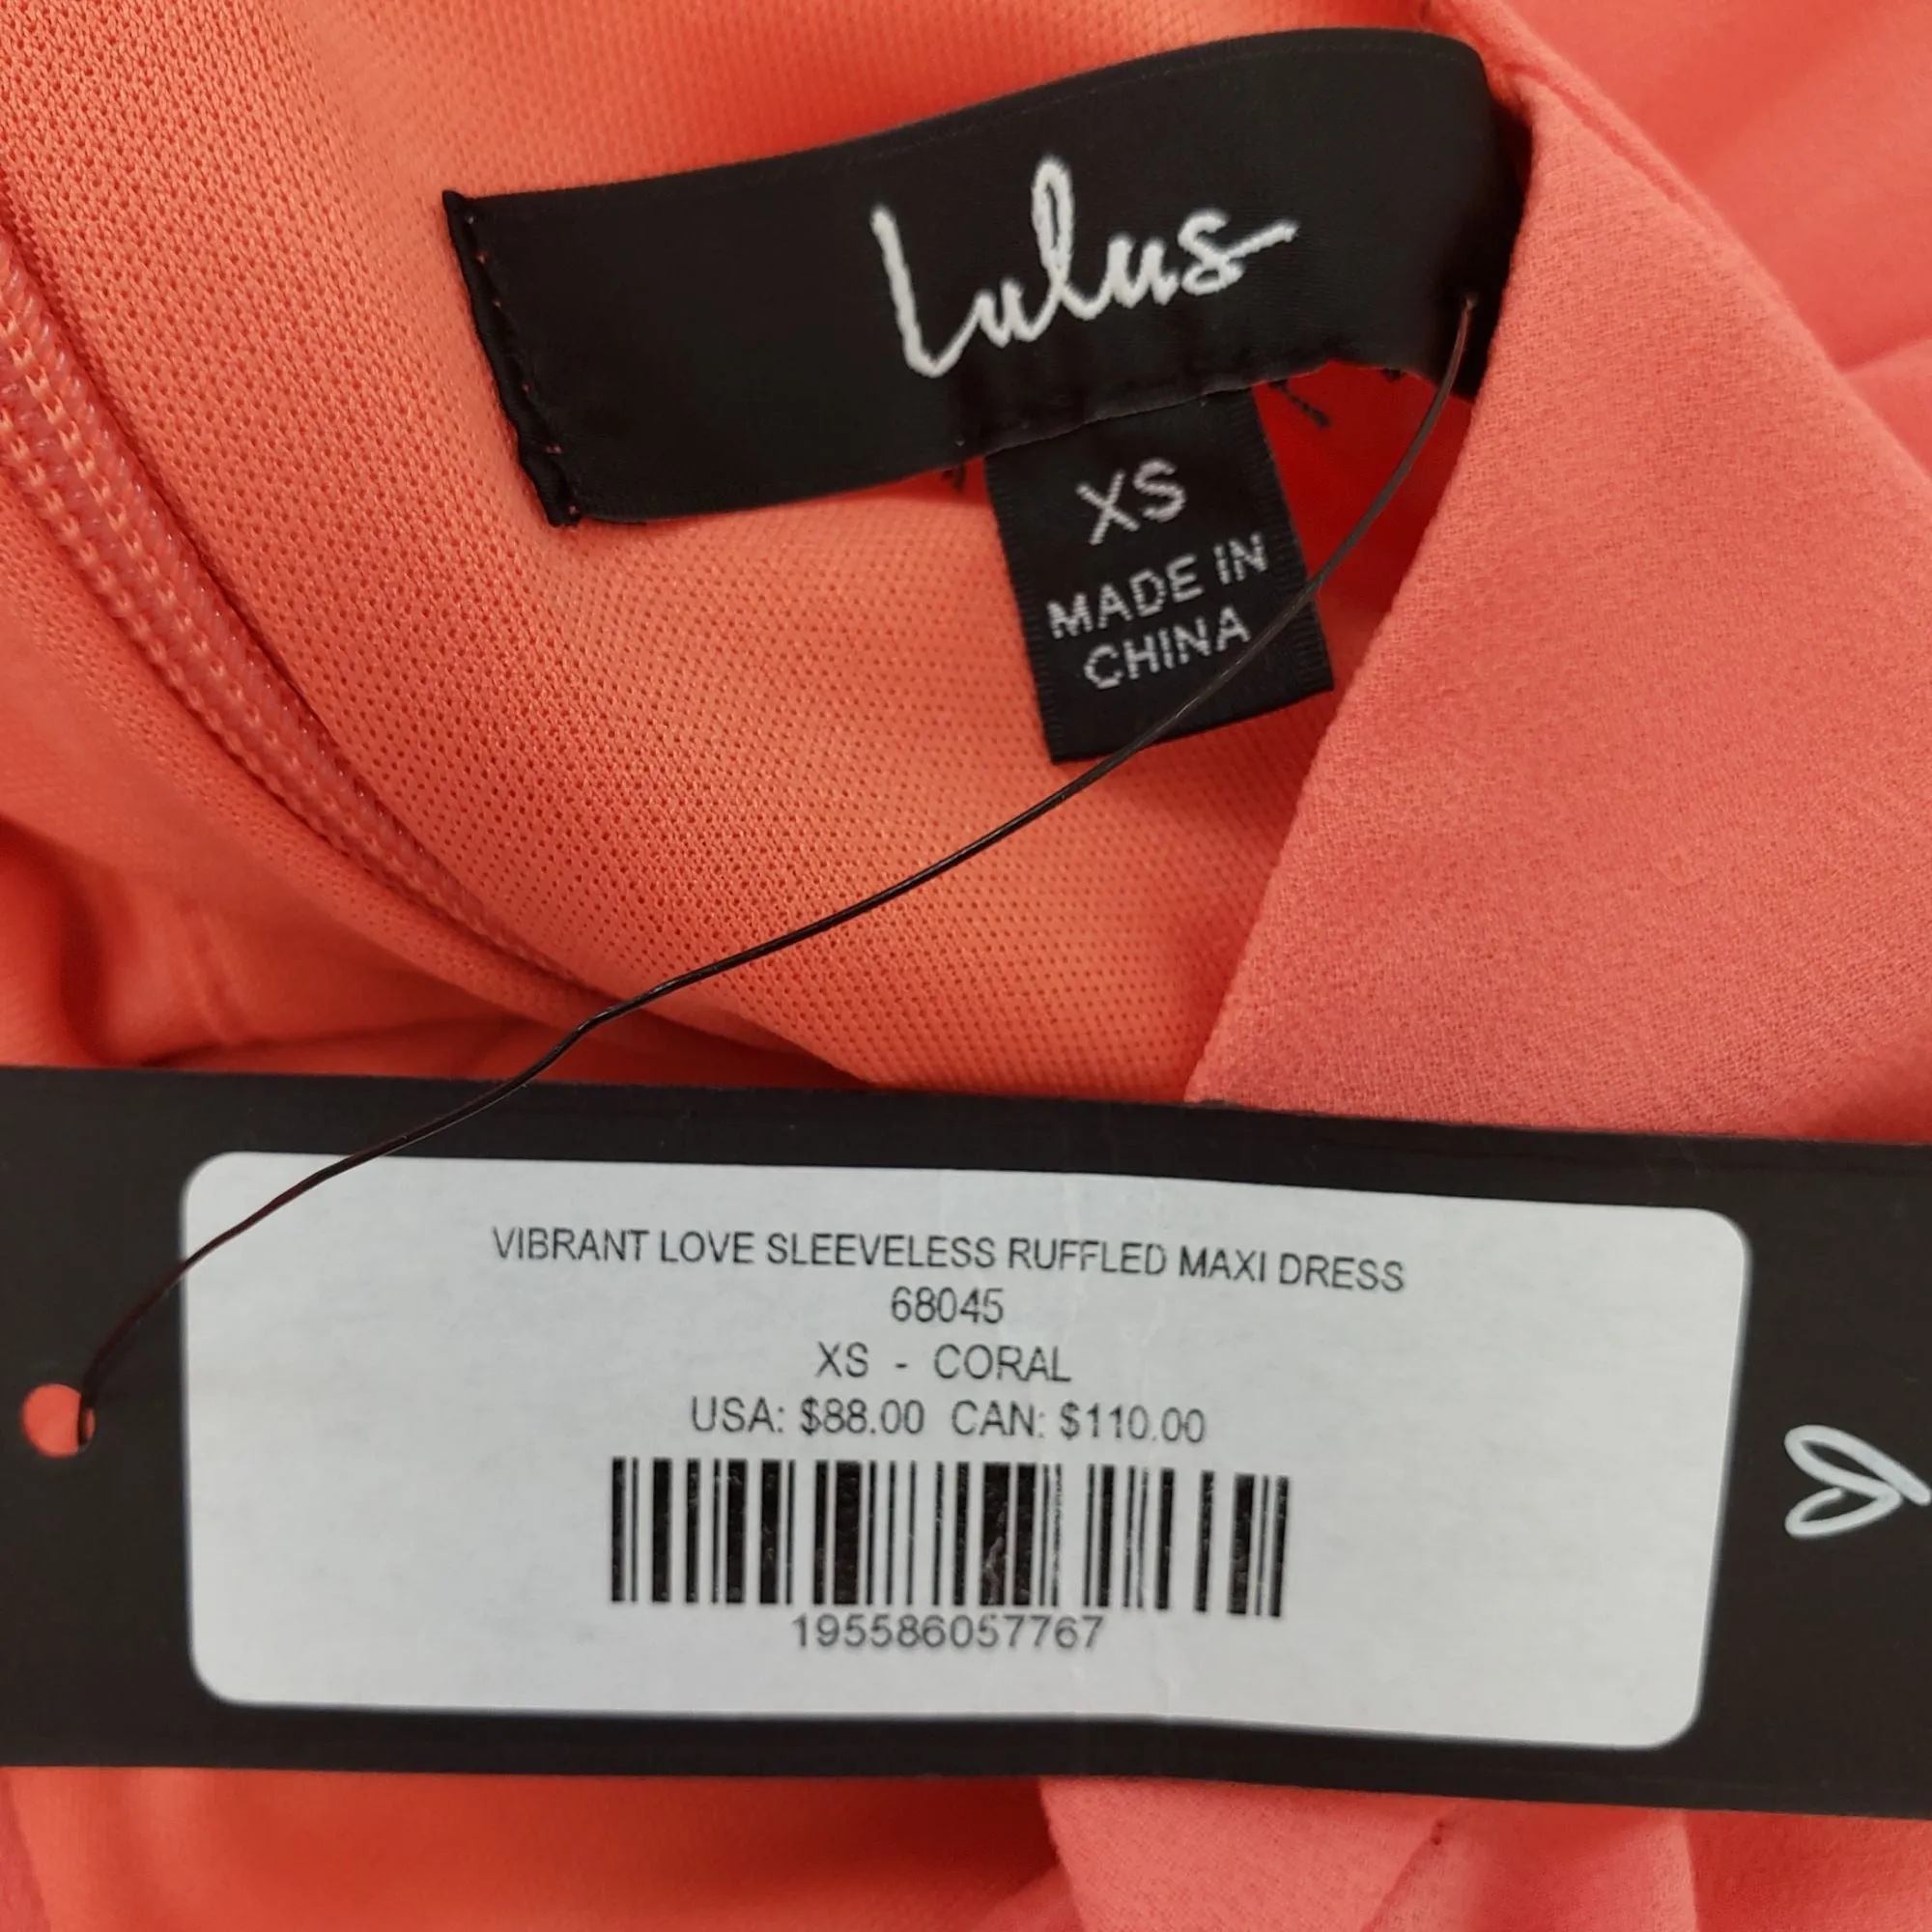 Lulus
XS
MADE IN
CHINA
VIBRANT LOVE SLEEVELESS RUFFLED MAXI DRESS
68045
XS - CORAL
USA: $88.00 CAN: $110.00
195586057767